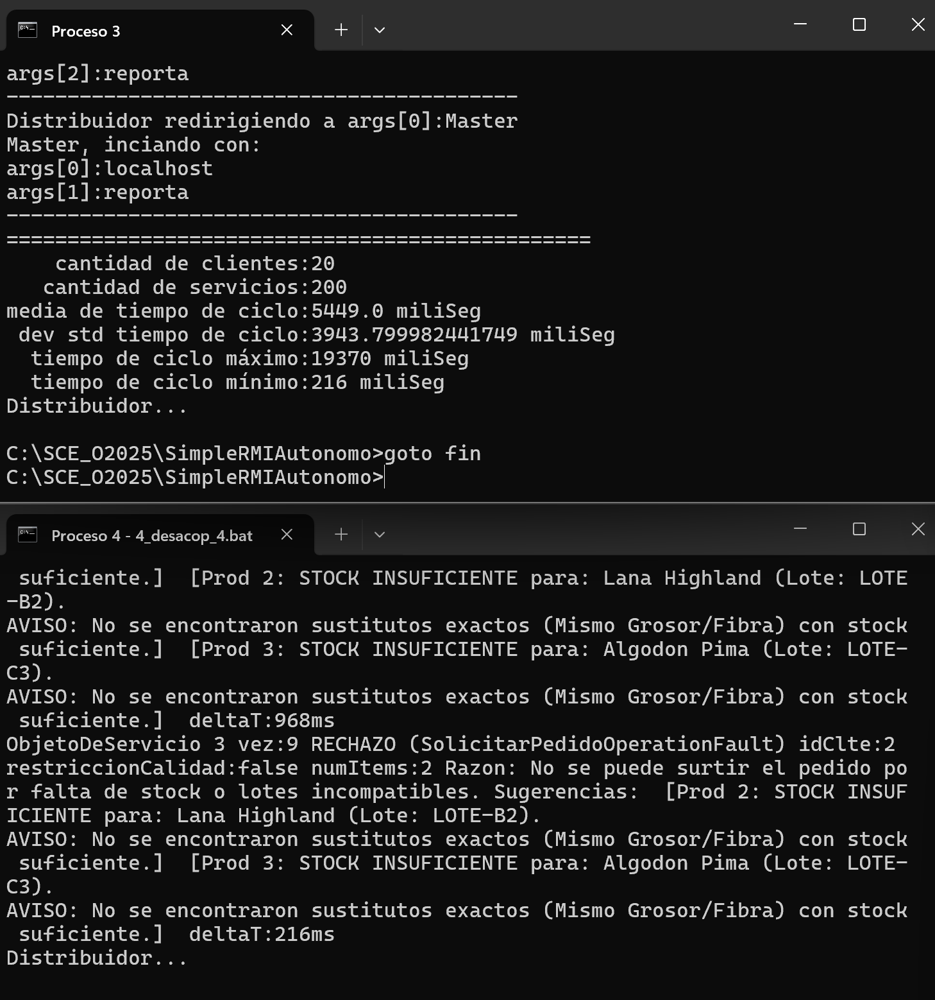 Proceso 3
args[2]:reporta
------------------------------------------
Distribuidor redirigiendo a args[0]:Master
Master, inciando con:
args[0]:localhost
args[1]:reporta
------------------------------------------
================================================
    cantidad de clientes:20
   cantidad de servicios:200
media de tiempo de ciclo:5449.0 miliSeg
 dev std tiempo de ciclo:3943.799982441749 miliSeg
  tiempo de ciclo máximo:19370 miliSeg
  tiempo de ciclo mínimo:216 miliSeg
Distribuidor...
C:\SCE_O2025\SimpleRMIAutonomo>goto fin
C:\SCE_O2025\SimpleRMIAutonomo>
Proceso 4 - 4_desacop_4.bat
 suficiente.]  [Prod 2: STOCK INSUFICIENTE para: Lana Highland (Lote: LOTE
-B2).
AVISO: No se encontraron sustitutos exactos (Mismo Grosor/Fibra) con stock
 suficiente.]  [Prod 3: STOCK INSUFICIENTE para: Algodon Pima (Lote: LOTE-
C3).
AVISO: No se encontraron sustitutos exactos (Mismo Grosor/Fibra) con stock
 suficiente.]  deltaT:968ms
ObjetoDeServicio 3 vez:9 RECHAZO (SolicitarPedidoOperationFault) idClte:2
restriccionCalidad:false numItems:2 Razon: No se puede surtir el pedido po
r falta de stock o lotes incompatibles. Sugerencias:  [Prod 2: STOCK INSUF
ICIENTE para: Lana Highland (Lote: LOTE-B2).
AVISO: No se encontraron sustitutos exactos (Mismo Grosor/Fibra) con stock
 suficiente.]  [Prod 3: STOCK INSUFICIENTE para: Algodon Pima (Lote: LOTE-
C3).
AVISO: No se encontraron sustitutos exactos (Mismo Grosor/Fibra) con stock
 suficiente.]  deltaT:216ms
Distribuidor...